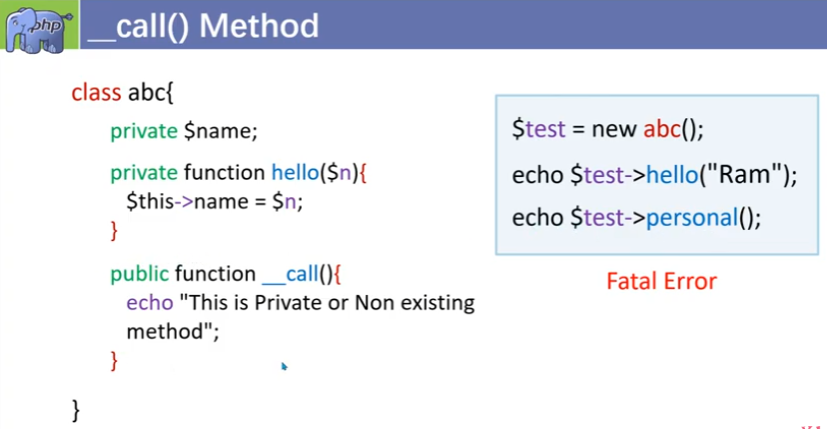 php
__call() Method
class abc{
private $name;
private function hello($n){
$this->name = $n;
}
public function __call(){
echo "This is Private or Non existing
method";
}
}
$test = new abc();
echo $test->hello("Ram");
echo $test->personal();
Fatal Error